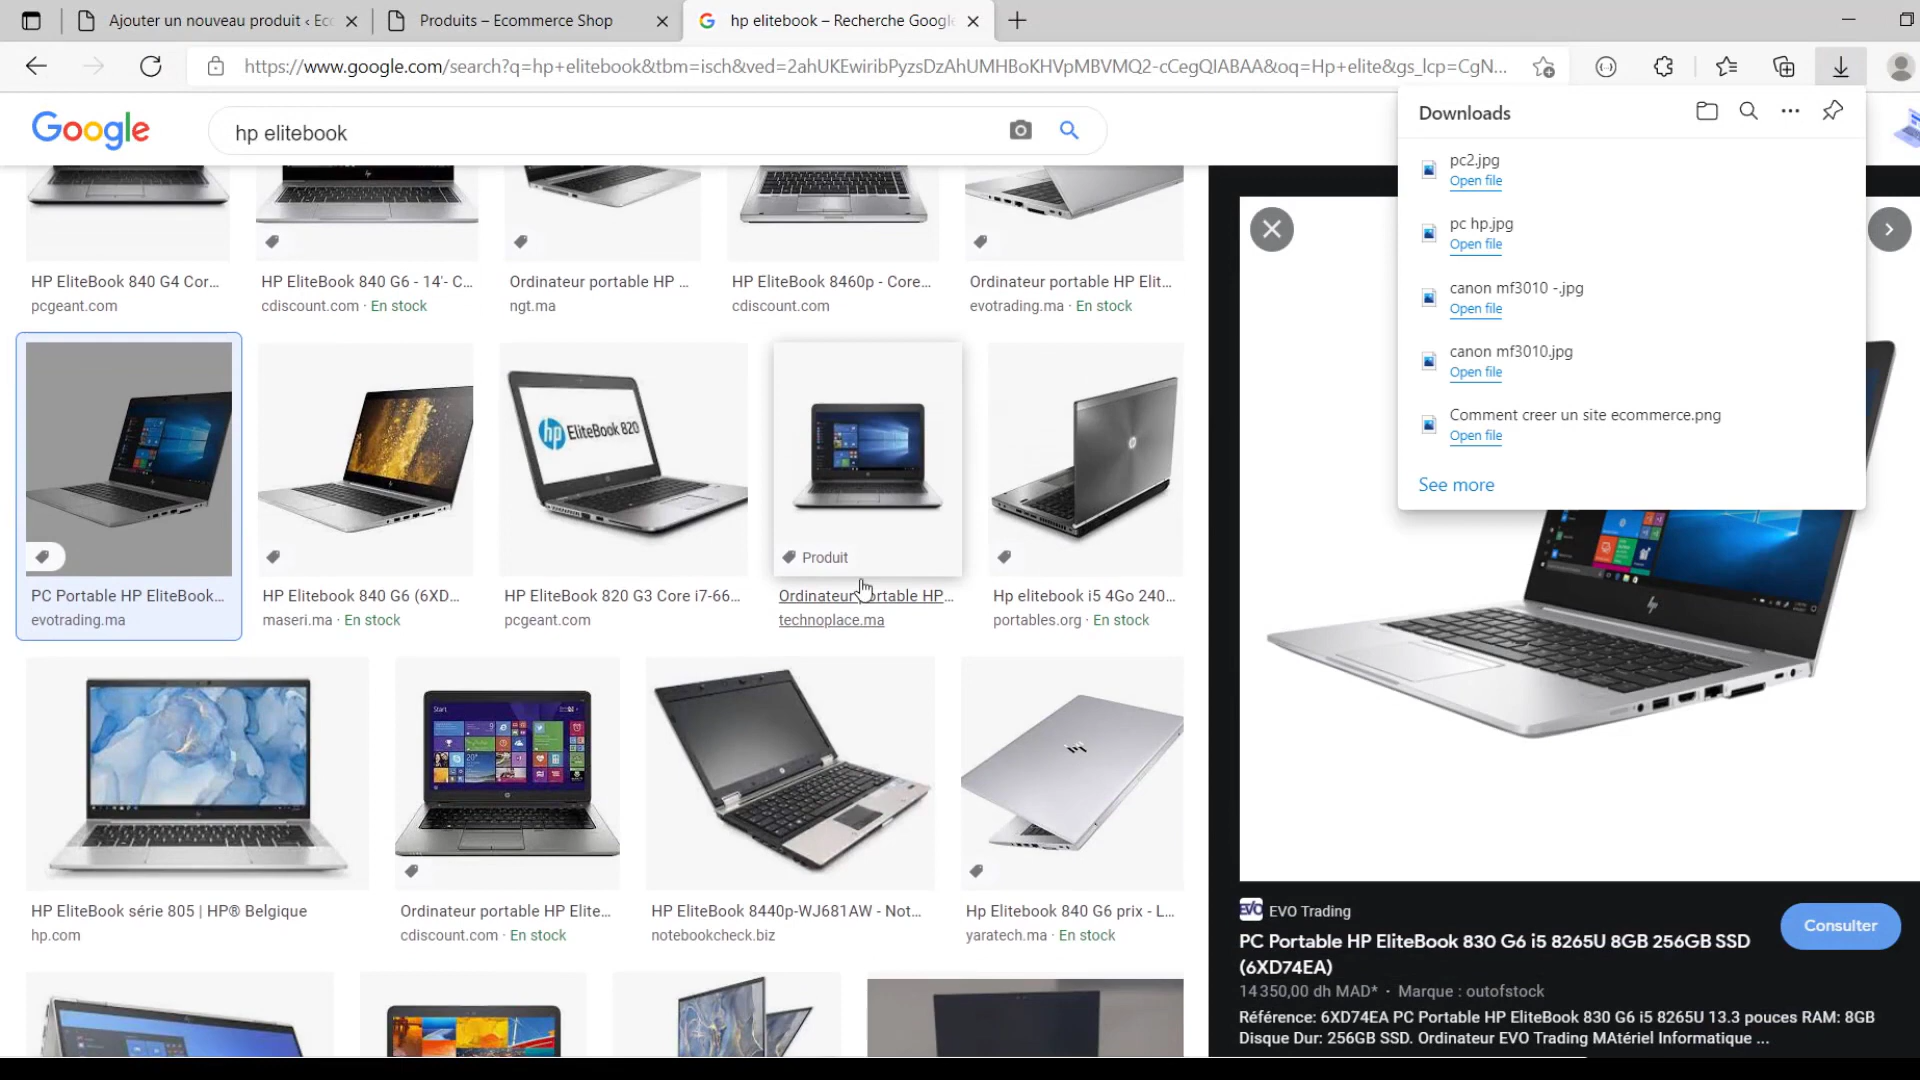 Ajouter un nouveau produit ‹ Ec
Produits – Ecommerce Shop
hp elitebook – Recherche Google
https://www.google.com/search?q=hp+elitebook&tbm=isch&ved=2ahUKEwiribPyzsDzAhUMHBoKHVpMBVMQ2-cCegQIABAA&oq=Hp+elite&gs_lcp=CgN...
Google
hp elitebook
Downloads
pc2.jpg
Open file
pc hp.jpg
Open file
canon mf3010 -.jpg
Open file
canon mf3010.jpg
Open file
Comment creer un site ecommerce.png
Open file
See more
HP EliteBook 840 G4 Cor...
pcgeant.com
HP EliteBook 840 G6 - 14'- C...
cdiscount.com · En stock
Ordinateur portable HP ...
ngt.ma
HP EliteBook 8460p - Core...
cdiscount.com
Ordinateur portable HP Elit...
evotrading.ma · En stock
hp EliteBook 820
Produit
PC Portable HP EliteBook...
evotrading.ma
HP EliteBook 840 G6 (6XD...
maseri.ma · En stock
HP EliteBook 820 G3 Core i7-66...
pcgeant.com
Ordinateur portable HP...
technoplace.ma
Hp elitebook i5 4Go 240...
portables.org · En stock
Start
HP EliteBook série 805 | HP® Belgique
hp.com
Ordinateur portable HP Elite...
cdiscount.com · En stock
HP EliteBook 8440p-WJ681AW - Not...
notebookcheck.biz
Hp Elitebook 840 G6 prix - L...
yaratech.ma · En stock
EVO EVO Trading
PC Portable HP EliteBook 830 G6 i5 8265U 8GB 256GB SSD
(6XD74EA)
Consulter
14 350,00 dh MAD* · Marque : outofstock
Référence: 6XD74EA PC Portable HP EliteBook 830 G6 i5 8265U 13.3 pouces RAM: 8GB
Disque Dur: 256GB SSD. Ordinateur EVO Trading MAtériel Informatique ...